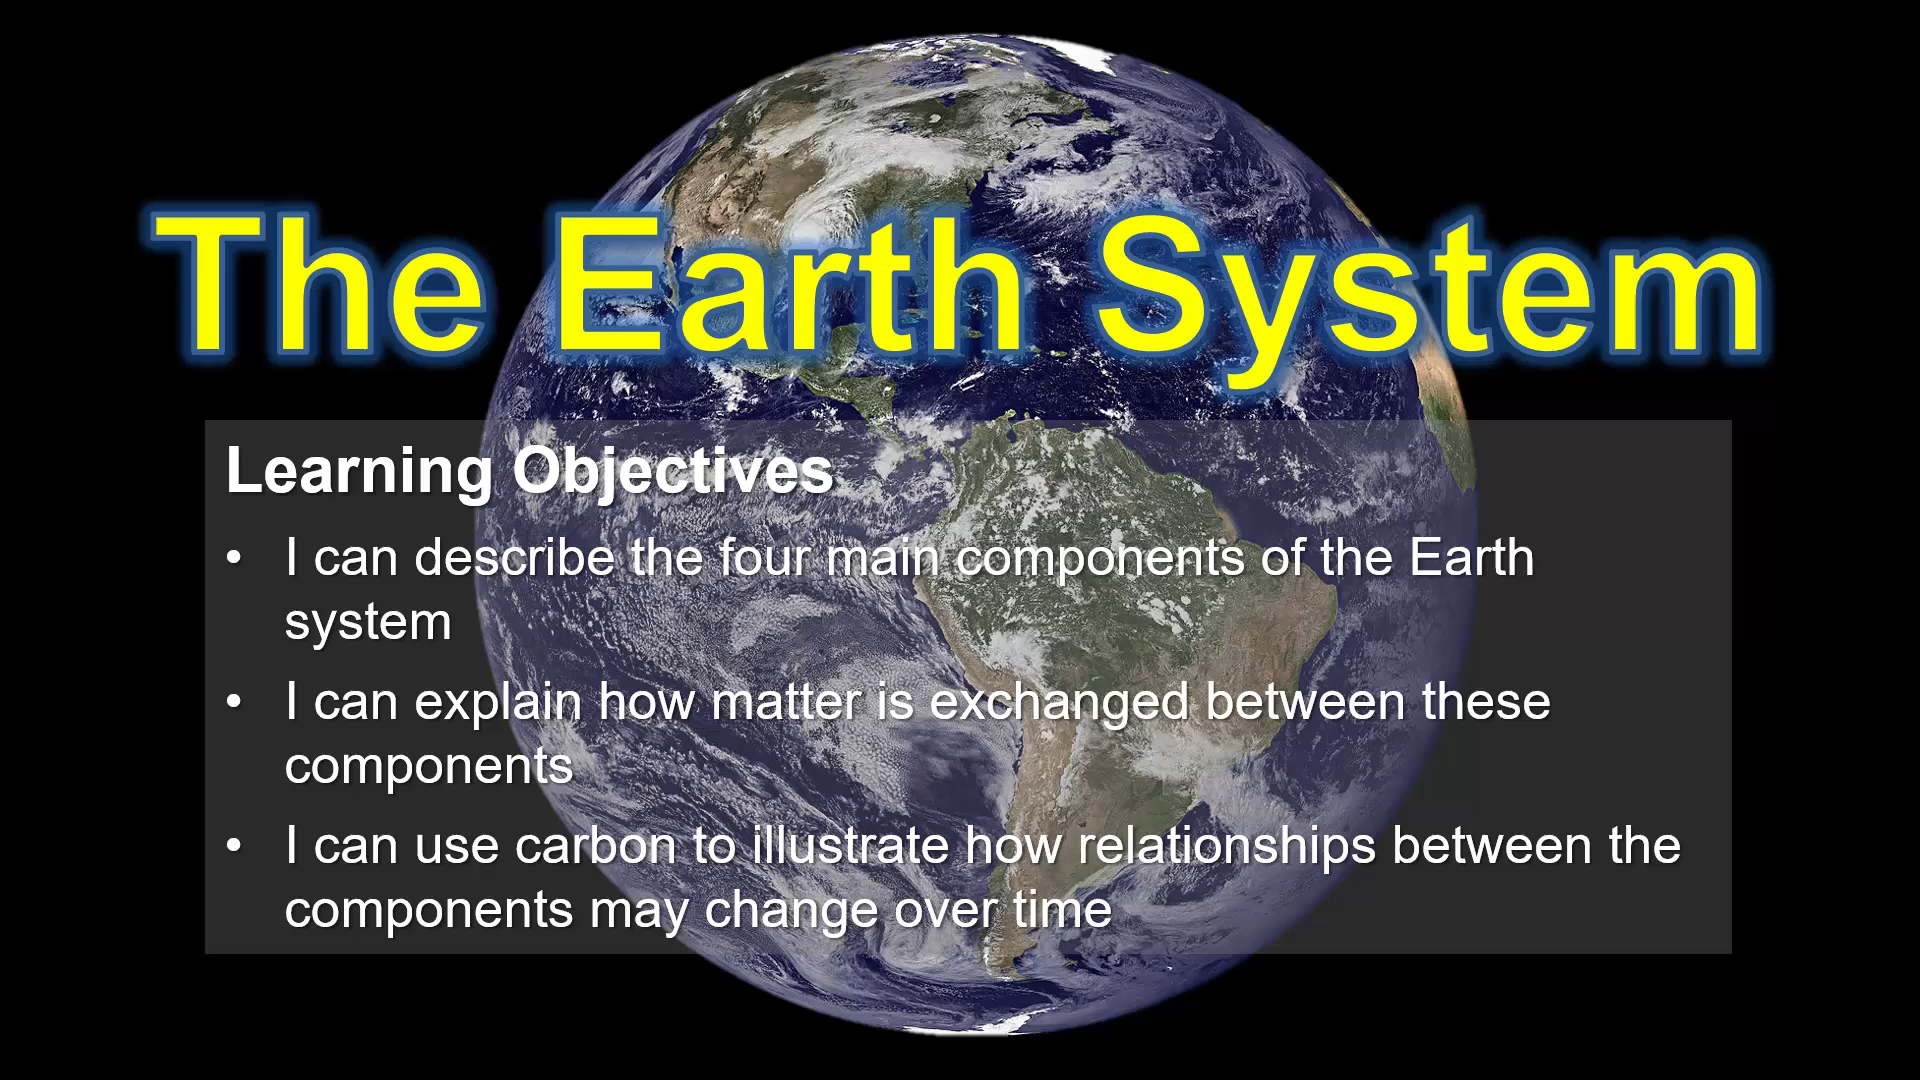 The Earth System
Learning Objectives
• I can describe the four main components of the Earth
system
• I can explain how matter is exchanged between these
components
• I can use carbon to illustrate how relationships between the
components may change over time